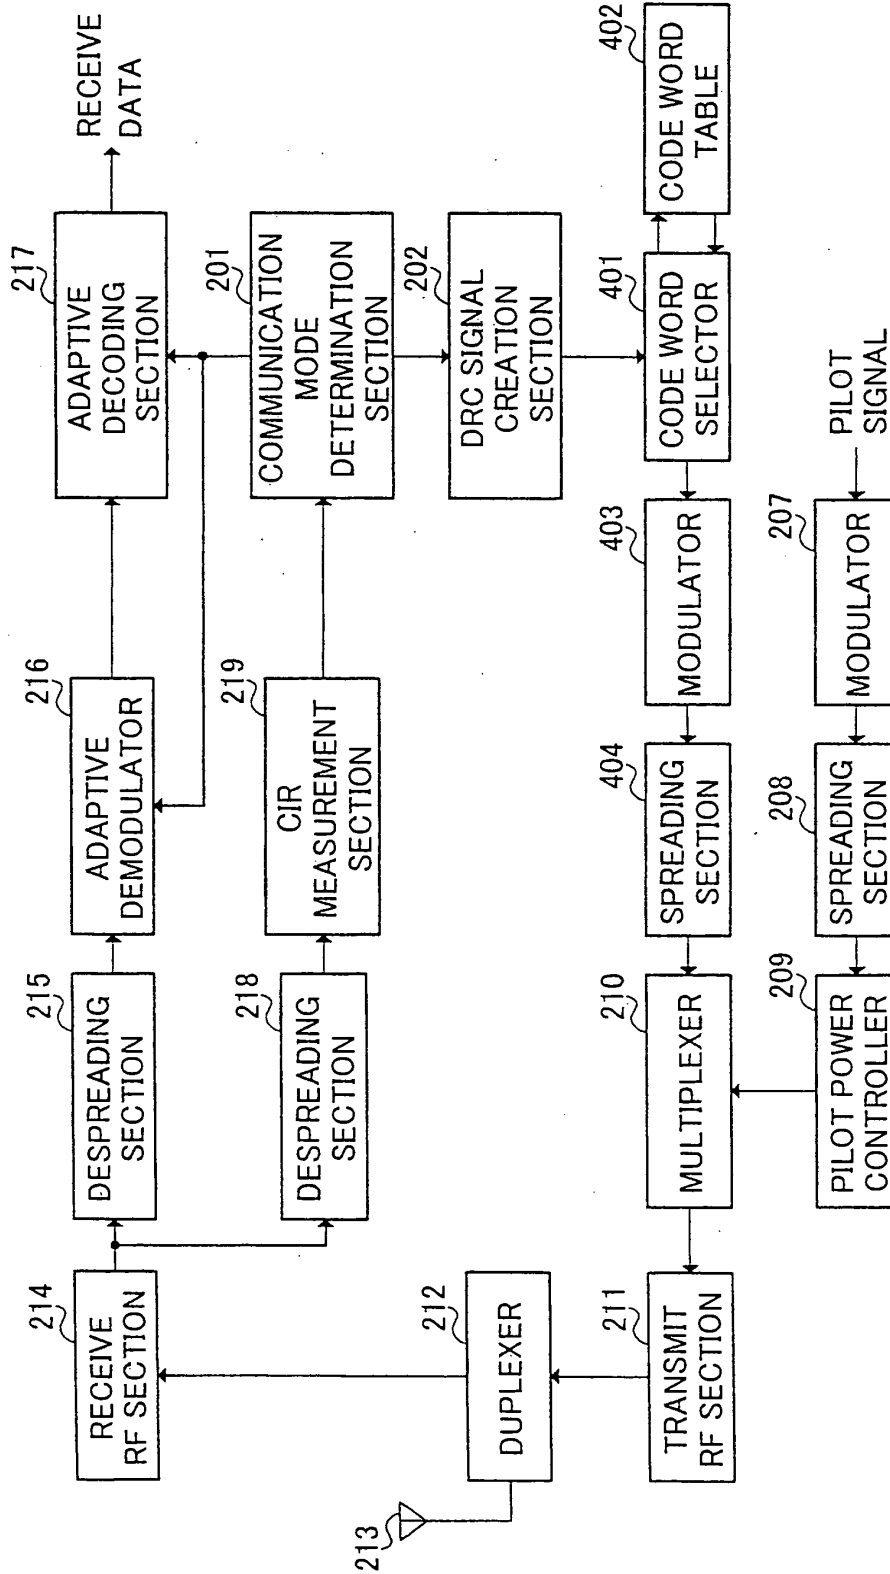 213
214
RECEIVE
RF SECTION
215
DESPREADING
SECTION
216
ADAPTIVE
DEMODULATOR
217
ADAPTIVE
DECODING
SECTION
RECEIVE
DATA
218
DESPREADING
SECTION
219
CIR
MEASUREMENT
SECTION
201
COMMUNICATION
MODE
DETERMINATION
SECTION
212
DUPLEXER
202
DRC SIGNAL
CREATION
SECTION
211
TRANSMIT
RF SECTION
210
MULTIPLEXER
404
SPREADING
SECTION
403
MODULATOR
401
CODE WORD
SELECTOR
402
CODE WORD
TABLE
209
PILOT POWER
CONTROLLER
208
SPREADING
SECTION
207
MODULATOR
PILOT
SIGNAL